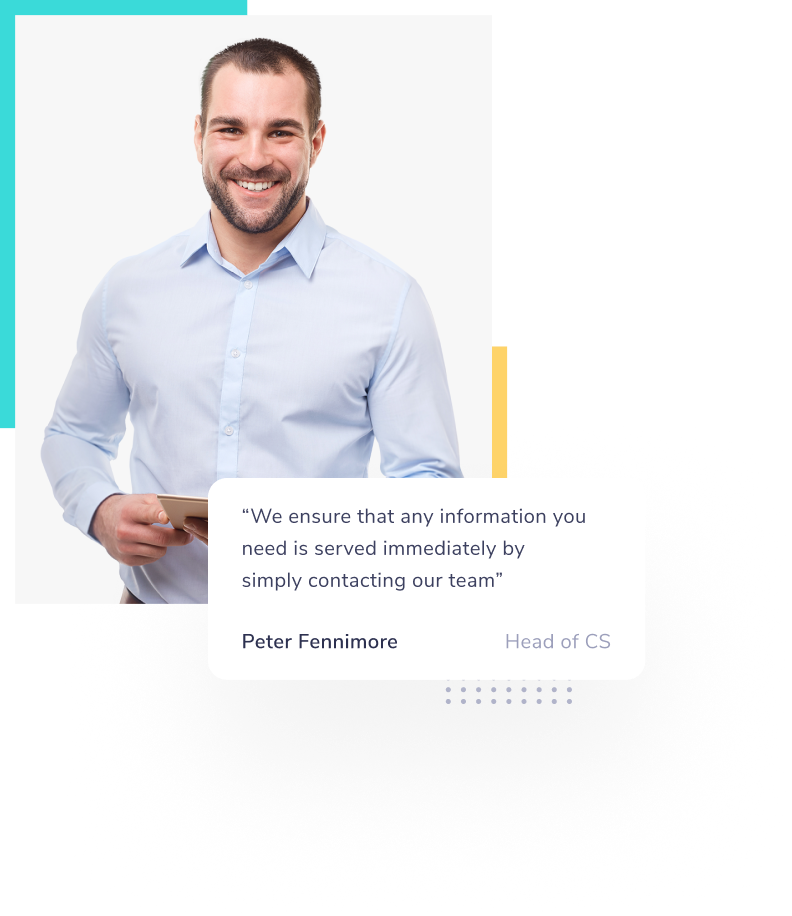 “We ensure that any information you
need is served immediately by
simply contacting our team”
Peter Fennimore
Head of CS